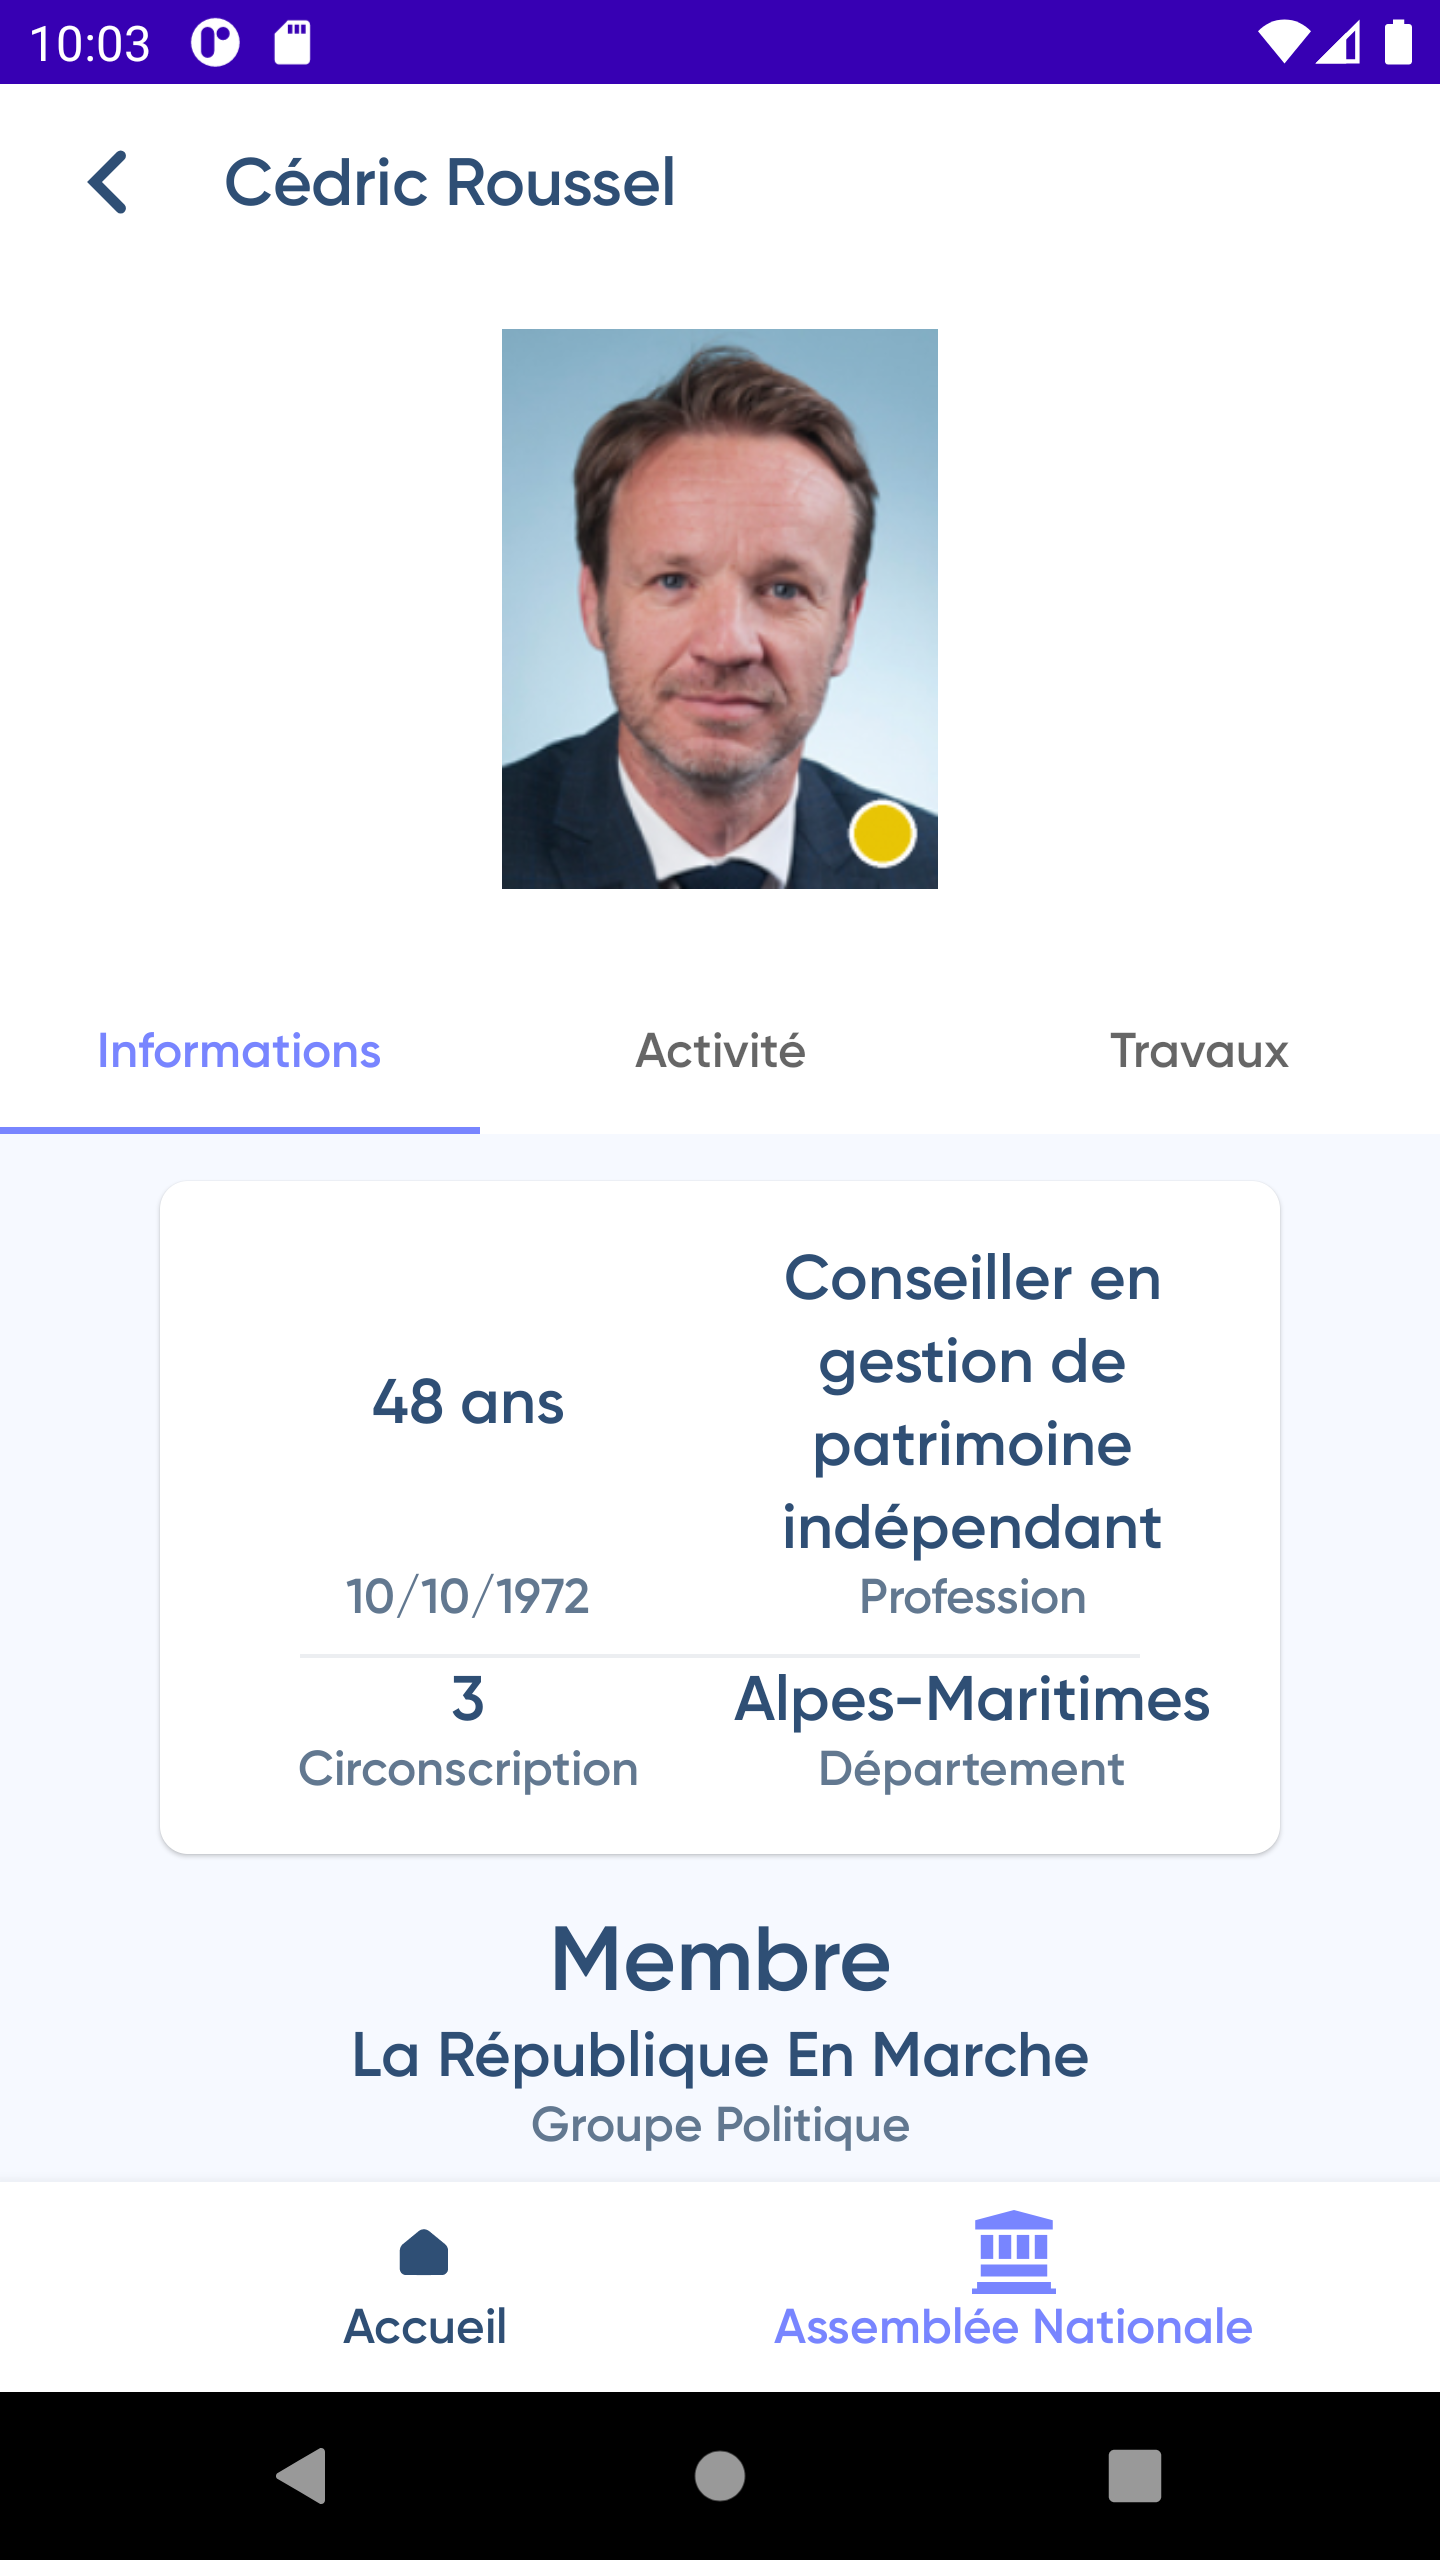 10:03
Cédric Roussel
Informations
Activité
Travaux
48 ans
10/10/1972
Conseiller en
gestion de
patrimoine
indépendant
Profession
3
Circonscription
Alpes-Maritimes
Département
Membre
La République En Marche
Groupe Politique
Accueil
Assemblée Nationale